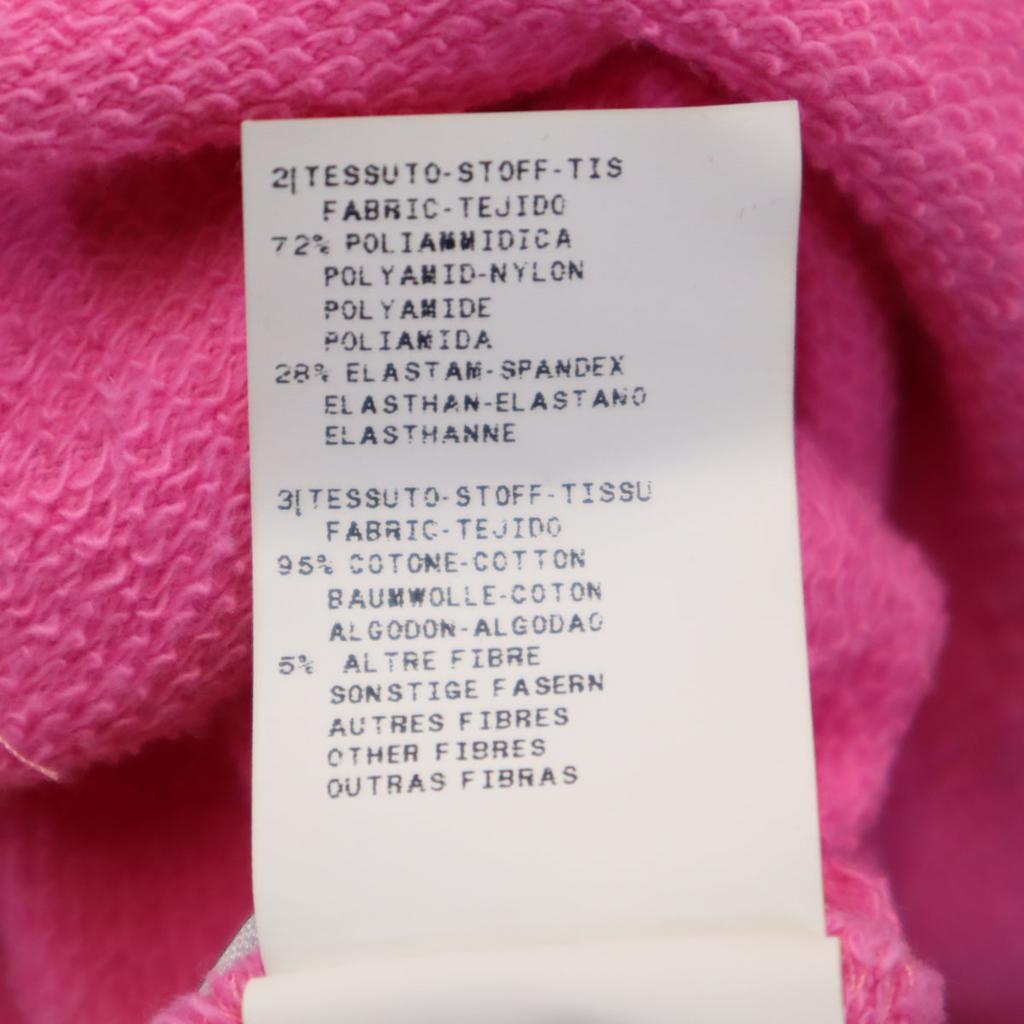 2|TESSUTO-STOFF-TIS
FABRIC-TEJIDO
72% POLIAMMIDICA
POLYAMID-NYLON
POLYAMIDE
POLIAMIDA
28% ELASTAM-SPANDEX
ELASTHAN-ELASTANO
ELASTHANNE
3|TESSUTO-STOFF-TISSU
FABRIC-TEJIDO
95% COTONE-COTTON
BAUMWOLLE-COTON
ALGODON-ALGODAO
5% ALTRE FIBRE
SONSTIGE FASERN
AUTRES FIBRES
OTHER FIBRES
OUTRAS FIBRAS